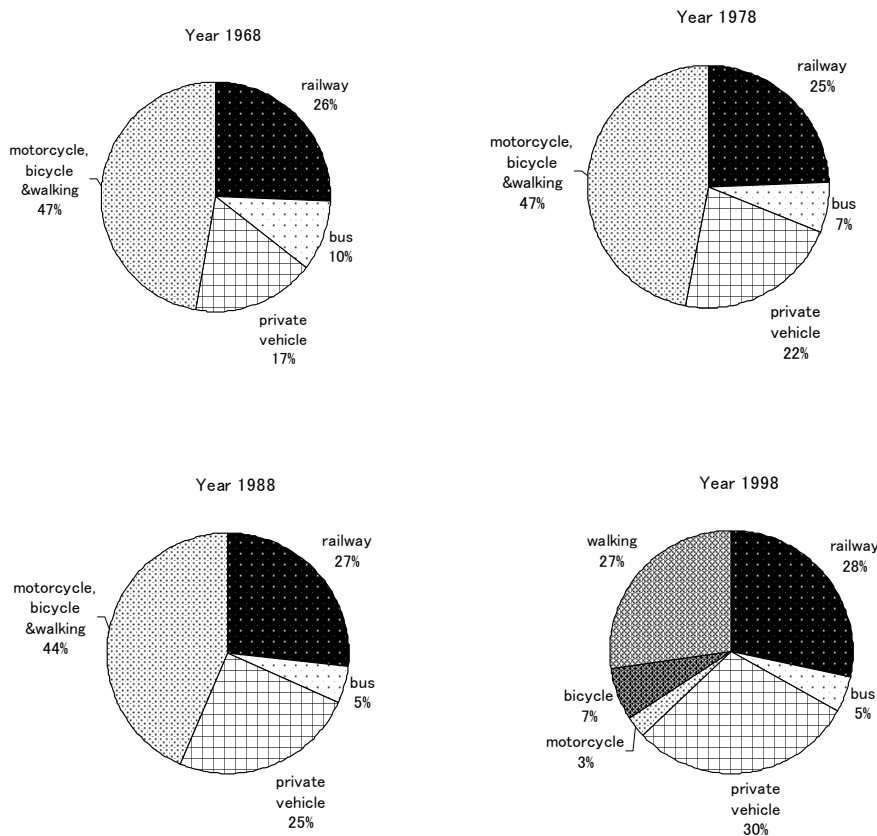 Year 1968
railway
26%
bus
10%
private
vehicle
17%
motorcycle,
bicycle
&walking
47%
Year 1978
railway
25%
bus
7%
private
vehicle
22%
motorcycle,
bicycle
&walking
47%
Year 1988
railway
27%
bus
5%
private
vehicle
25%
motorcycle,
bicycle
&walking
44%
Year 1998
railway
28%
bus
5%
private
vehicle
30%
motorcycle
3%
bicycle
7%
walking
27%